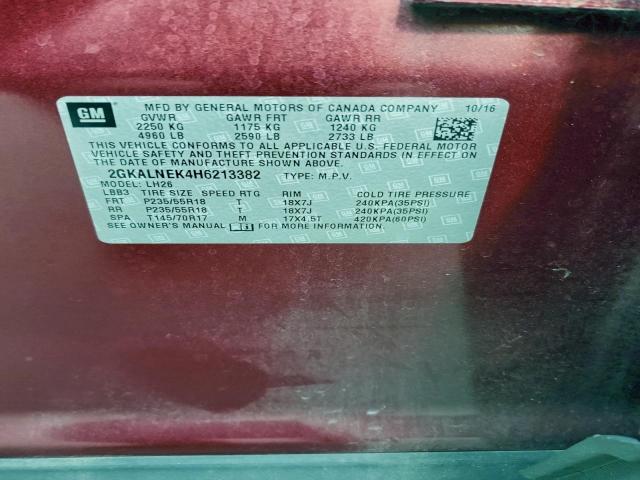 GM MFD BY GENERAL MOTORS OF CANADA COMPANY 10/16
GVWR GAWR FRT GAWR RR
2250 KG 1175 KG 1240 KG
4960 LB 2590 LB 2733 LB
THIS VEHICLE CONFORMS TO ALL APPLICABLE U.S. FEDERAL MOTOR
VEHICLE SAFETY AND THEFT PREVENTION STANDARDS IN EFFECT ON
THE DATE OF MANUFACTURE SHOWN ABOVE.
2GKALNEK4H6213382 TYPE: M.P.V.
MODEL: LH26
LBB3 TIRE SIZE SPEED RTG RIM COLD TIRE PRESSURE
FRT P235/55R18 T 18X7J 240KPA(35PSI)
RR P235/55R18 T 18X7J 240KPA(35PSI)
SPA T145/70R17 M 17X4.5T 420KPA(60PSI)
SEE OWNER'S MANUAL FOR MORE INFORMATION.